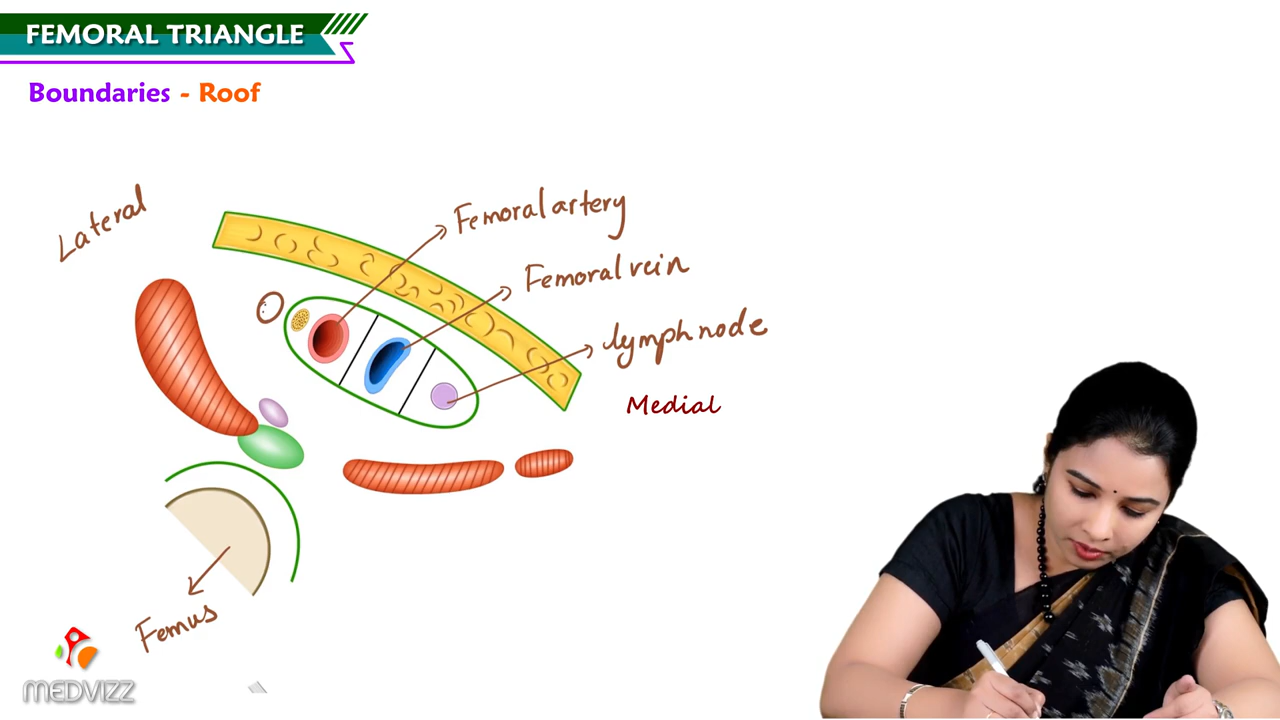 FEMORAL TRIANGLE
Boundaries - Roof
Lateral
Femoral artery
Femoral vein
lymph node
Medial
Femus
MEDVIZZ